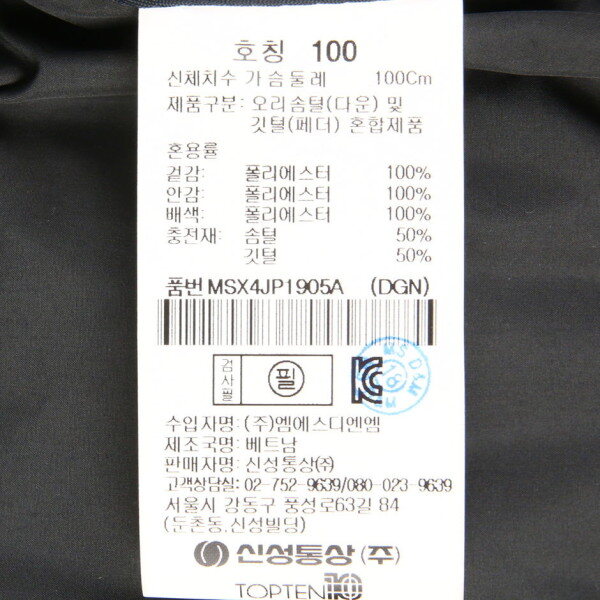 호칭 100
신체치수 가슴둘레 100Cm
제품구분: 오리솜털(다운) 및
깃털(페더) 혼합제품
혼용률
겉감: 폴리에스터 100%
안감: 폴리에스터 100%
배색: 폴리에스터 100%
충전재: 솜털 50%
깃털 50%
품번 MSX4JP1905A (DGN)
검사필 필
수입자명: (주)엠에스디엔엠
제조국명: 베트남
판매자명: 신성통상㈜
고객상담실: 02-752-9639/080-023-9639
서울시 강동구 풍성로63길 84
(둔촌동,신성빌딩)
신성통상(주)
TOPTEN10